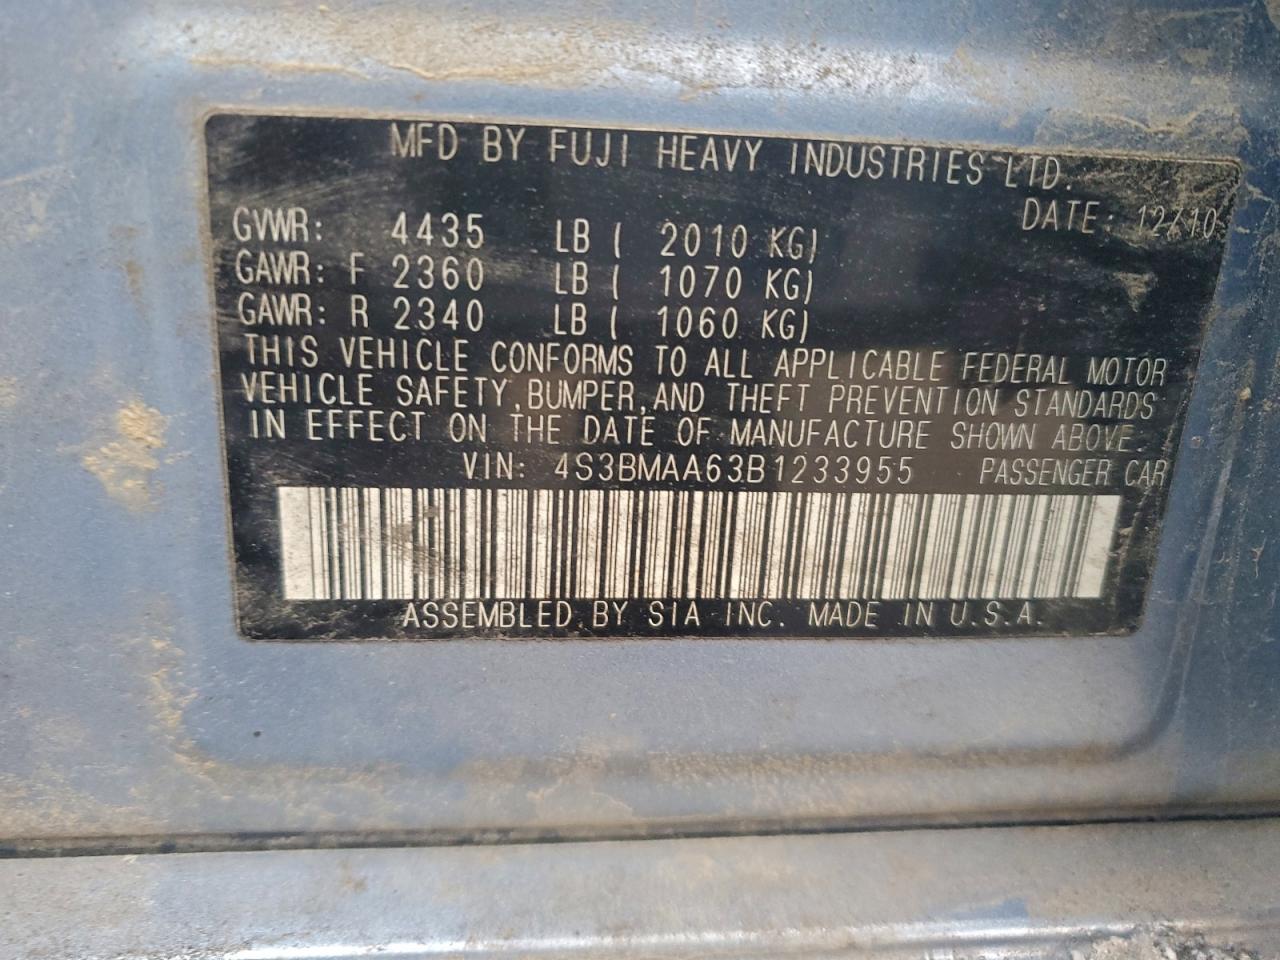 MFD BY FUJI HEAVY INDUSTRIES LTD.
DATE: 12/10
GVWR: 4435 LB ( 2010 KG)
GAWR: F 2360 LB ( 1070 KG)
GAWR: R 2340 LB ( 1060 KG)
THIS VEHICLE CONFORMS TO ALL APPLICABLE FEDERAL MOTOR
VEHICLE SAFETY, BUMPER, AND THEFT PREVENTION STANDARDS
IN EFFECT ON THE DATE OF MANUFACTURE SHOWN ABOVE.
VIN: 4S3BMAA63B1233955 PASSENGER CAR
ASSEMBLED BY SIA INC. MADE IN U.S.A.